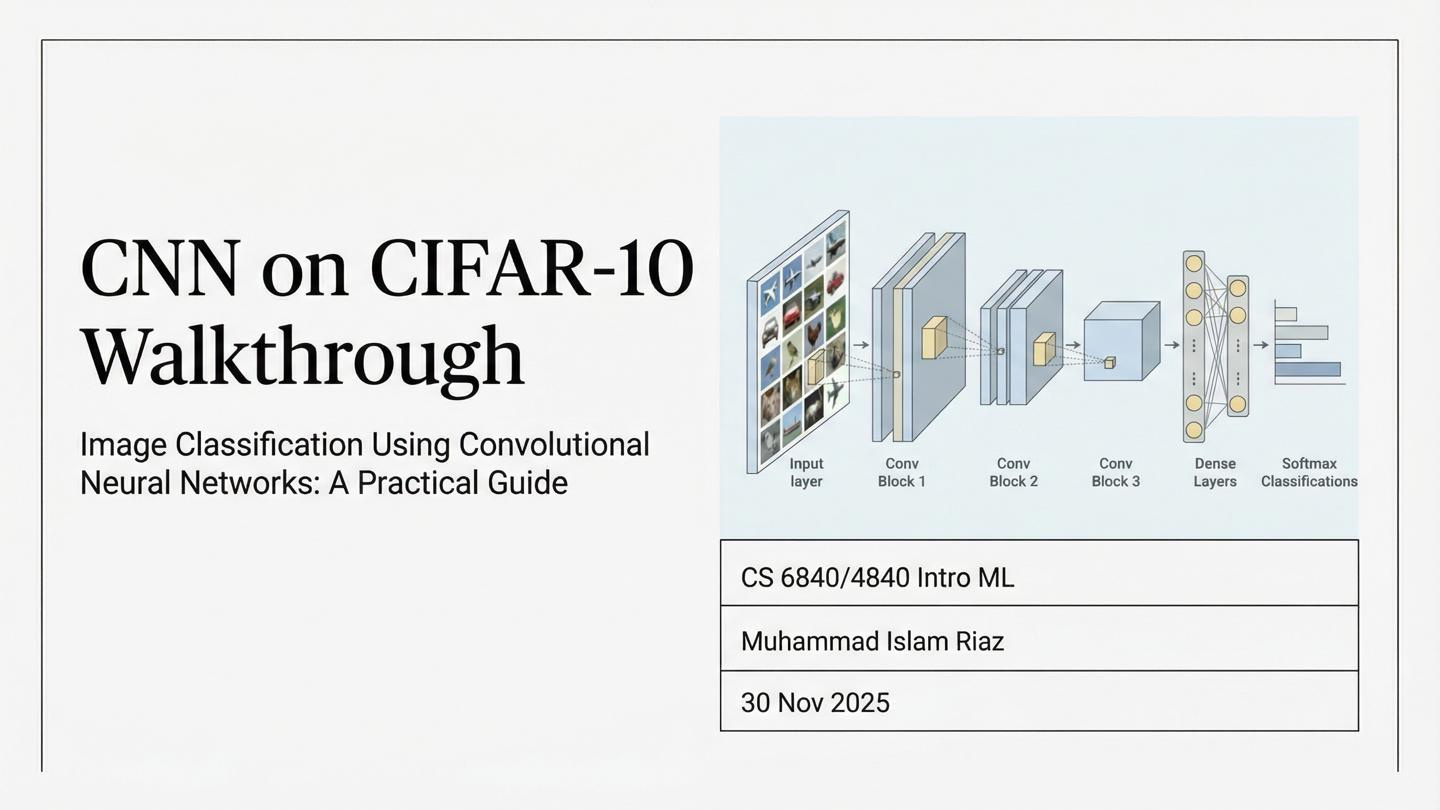 CNN on CIFAR-10
Walkthrough
Image Classification Using Convolutional
Neural Networks: A Practical Guide
Input
layer
Conv
Block 1
Conv
Block 2
Conv
Block 3
Dense
Layers
Softmax
Classifications
CS 6840/4840 Intro ML
Muhammad Islam Riaz
30 Nov 2025